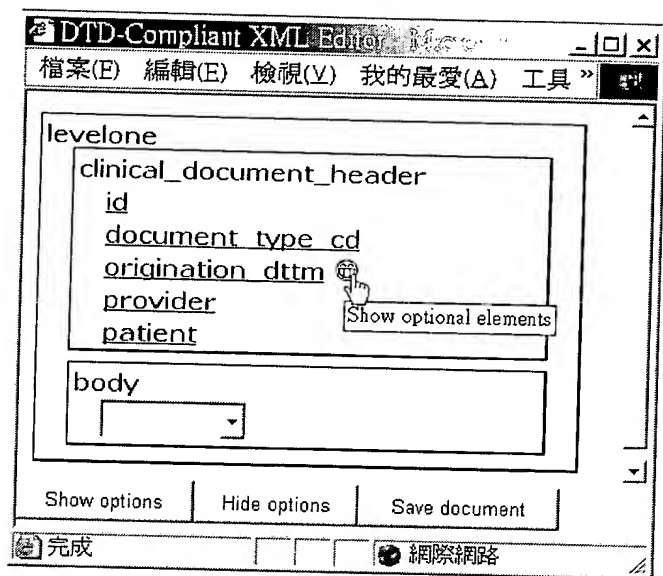 DTD-Compliant XML Editor
檔案(F) 編輯(E) 檢視(V) 我的最愛(A) 工具 »
levelone
clinical_document_header
id
document_type_cd
origination_dttm
provider
patient
Show optional elements
body
Show options Hide options Save document
完成 網際網路